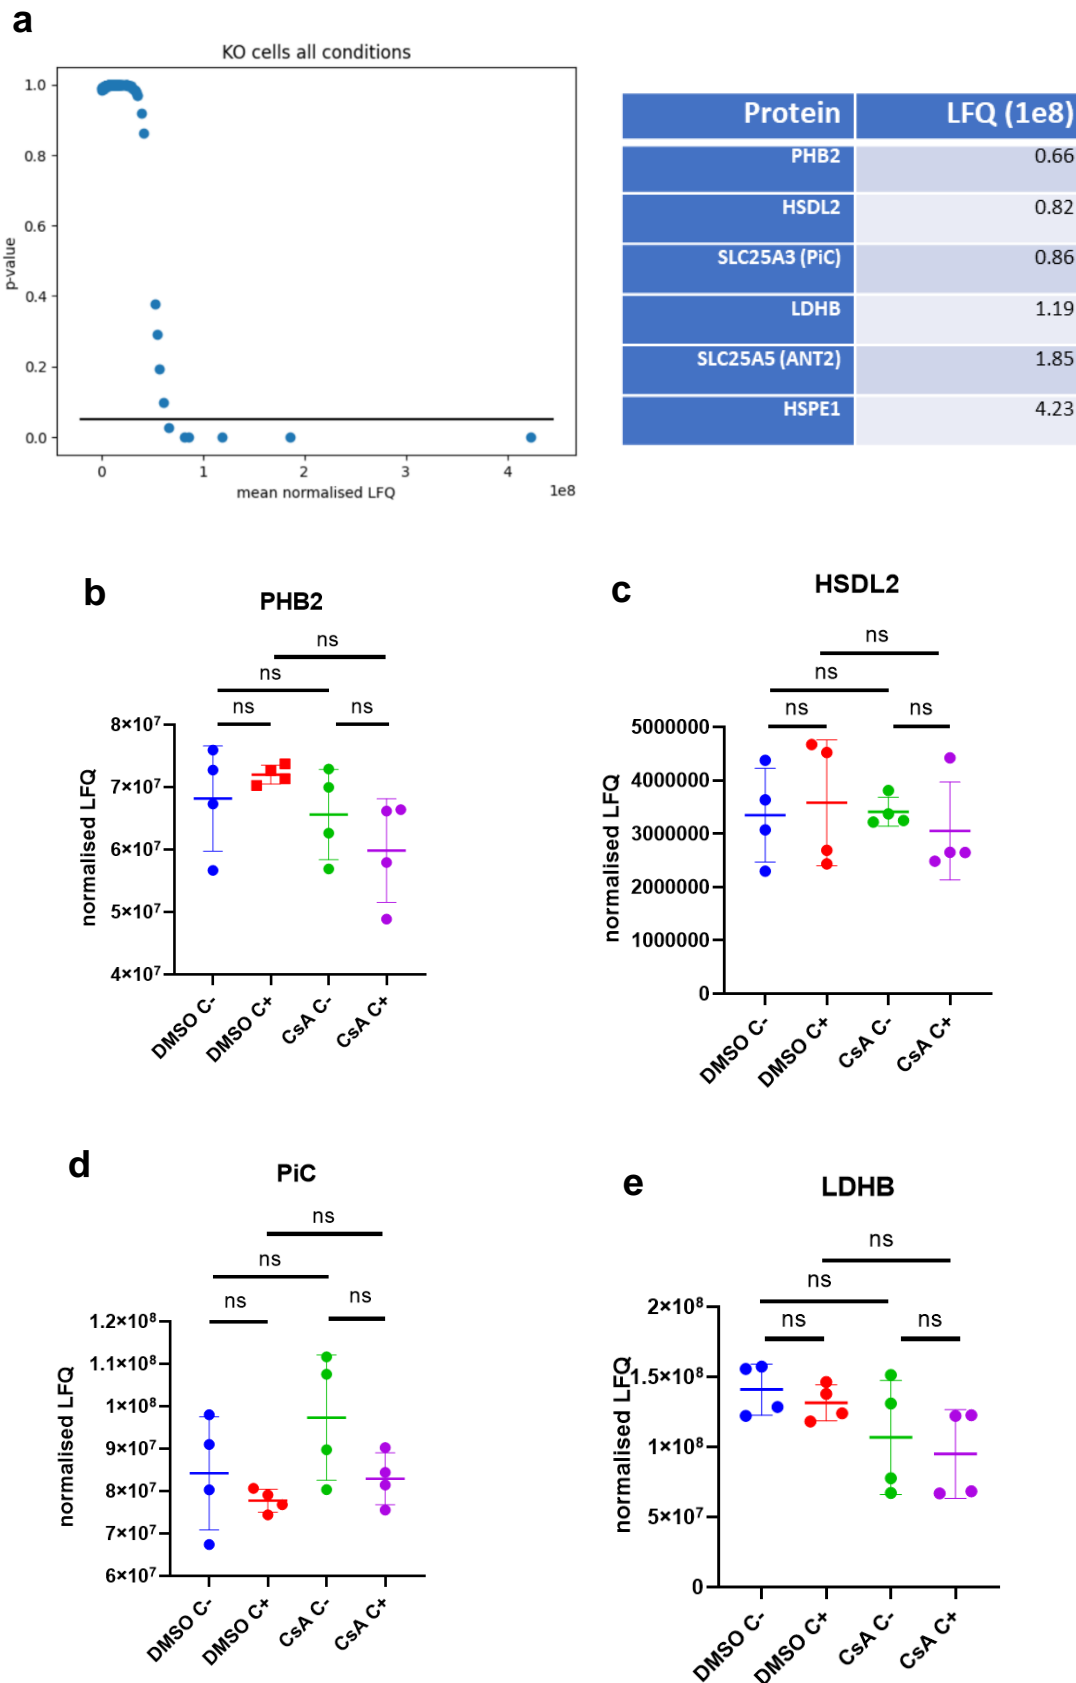 a
KO cells all conditions
1.0
0.8
0.6
0.4
0.2
0.0
p-value
0 1 2 3 4
mean normalised LFQ
1e8
Protein LFQ (1e8)
PHB2 0.66
HSDL2 0.82
SLC25A3 (PiC) 0.86
LDHB 1.19
SLC25A5 (ANT2) 1.85
HSPE1 4.23
b
PHB2
ns
ns
ns ns
8×10⁷
7×10⁷
6×10⁷
5×10⁷
4×10⁷
normalised LFQ
DMSO C- DMSO C+ CsA C- CsA C+
c
HSDL2
ns
ns
ns ns
5000000
4000000
3000000
2000000
1000000
0
normalised LFQ
DMSO C- DMSO C+ CsA C- CsA C+
d
PiC
ns
ns
ns ns
1.2×10⁸
1.1×10⁸
1×10⁸
9×10⁷
8×10⁷
7×10⁷
6×10⁷
normalised LFQ
DMSO C- DMSO C+ CsA C- CsA C+
e
LDHB
ns
ns
ns ns
2×10⁸
1.5×10⁸
1×10⁸
5×10⁷
0
normalised LFQ
DMSO C- DMSO C+ CsA C- CsA C+